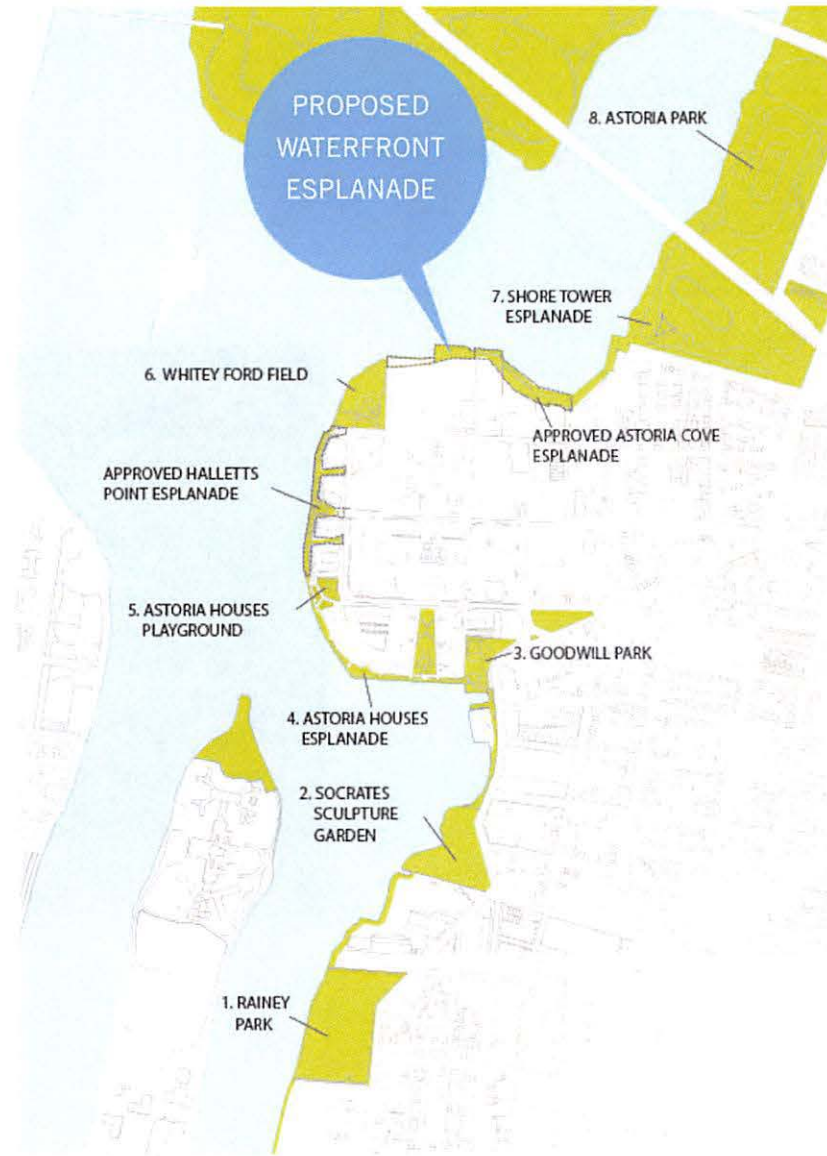 PROPOSED
WATERFRONT
ESPLANADE
8. ASTORIA PARK
7. SHORE TOWER
ESPLANADE
6. WHITEY FORD FIELD
APPROVED ASTORIA COVE
ESPLANADE
APPROVED HALLETTS
POINT ESPLANADE
5. ASTORIA HOUSES
PLAYGROUND
3. GOODWILL PARK
4. ASTORIA HOUSES
ESPLANADE
2. SOCRATES
SCULPTURE
GARDEN
1. RAINEY
PARK